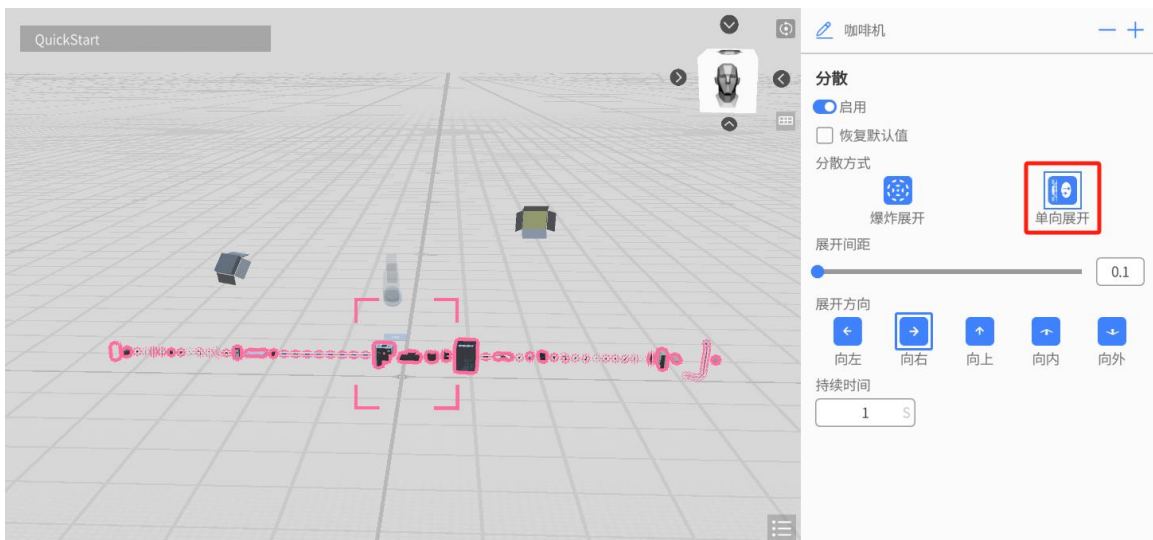 QuickStart
咖啡机
分散
启用
恢复默认值
分散方式
爆炸展开 单向展开
展开间距
0.1
展开方向
向左 向右 向上 向内 向外
持续时间
1 S